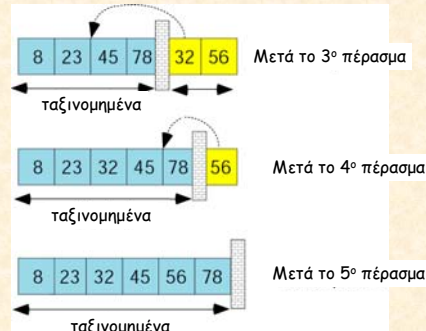 8 23 45 78 32 56 Μετά το 3ο πέρασμα
ταξινομημένα
8 23 32 45 78 56 Μετά το 4ο πέρασμα
ταξινομημένα
8 23 32 45 56 78 Μετά το 5ο πέρασμα
ταξινομημένα